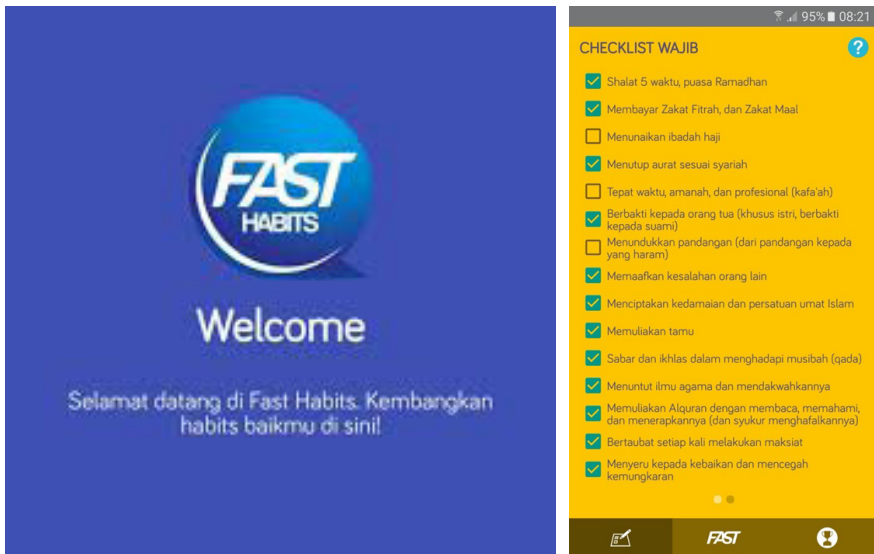 FAST
HABITS
Welcome
Selamat datang di Fast Habits. Kembangkan
habits baikmu di sini!
95% 08:21
CHECKLIST WAJIB
?
Shalat 5 waktu, puasa Ramadhan
Membayar Zakat Fitrah, dan Zakat Maal
Menunaikan ibadah haji
Menutup aurat sesuai syariah
Tepat waktu, amanah, dan profesional (kafa'ah)
Berbakti kepada orang tua (khusus istri, berbakti
kepada suami)
Menundukkan pandangan (dari pandangan kepada
yang haram)
Memaafkan kesalahan orang lain
Menciptakan kedamaian dan persatuan umat Islam
Memuliakan tamu
Sabar dan ikhlas dalam menghadapi musibah (qada)
Menuntut ilmu agama dan mendakwahkannya
Memuliakan Alquran dengan membaca, memahami,
dan menerapkannya (dan syukur menghafalkannya)
Bertaubat setiap kali melakukan maksiat
Menyeru kepada kebaikan dan mencegah
kemungkaran
FAST